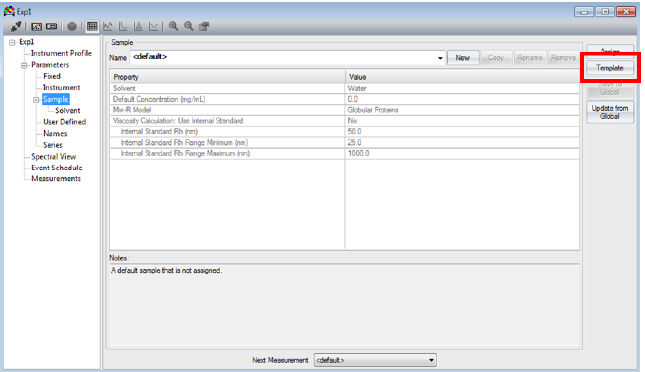 Exp1
Exp1
Instrument Profile
Parameters
Fixed
Instrument
Sample
Solvent
User Defined
Names
Series
Spectral View
Event Schedule
Measurements
Sample
Name <default> New Copy Rename Remove
Property Value
Solvent Water
Default Concentration (mg/mL) 0.0
Mw-R Model Globular Proteins
Viscosity Calculation: Use Internal Standard No
Internal Standard Rh (nm) 50.0
Internal Standard Rh Range Minimum (nm) 25.0
Internal Standard Rh Range Maximum (nm) 1000.0
Notes:
A default sample that is not assigned.
Next Measurement <default>
Assign
Template
Save to
Global
Update from
Global